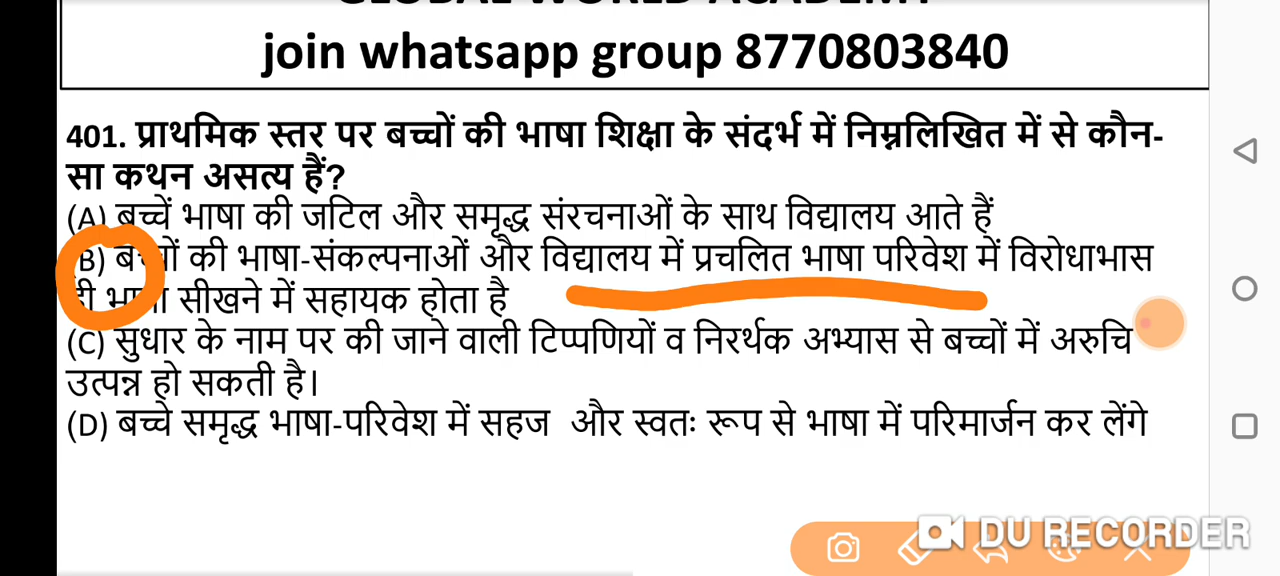 join whatsapp group 8770803840
401. प्राथमिक स्तर पर बच्चों की भाषा शिक्षा के संदर्भ में निम्नलिखित में से कौन-
सा कथन असत्य हैं?
(A) बच्चें भाषा की जटिल और समृद्ध संरचनाओं के साथ विद्यालय आते हैं
(B) बच्चों की भाषा-संकल्पनाओं और विद्यालय में प्रचलित भाषा परिवेश में विरोधाभास
ही भाषा सीखने में सहायक होता है
(C) सुधार के नाम पर की जाने वाली टिप्पणियों व निरर्थक अभ्यास से बच्चों में अरुचि
उत्पन्न हो सकती है।
(D) बच्चे समृद्ध भाषा-परिवेश में सहज और स्वतः रूप से भाषा में परिमार्जन कर लेंगे
DU RECORDER